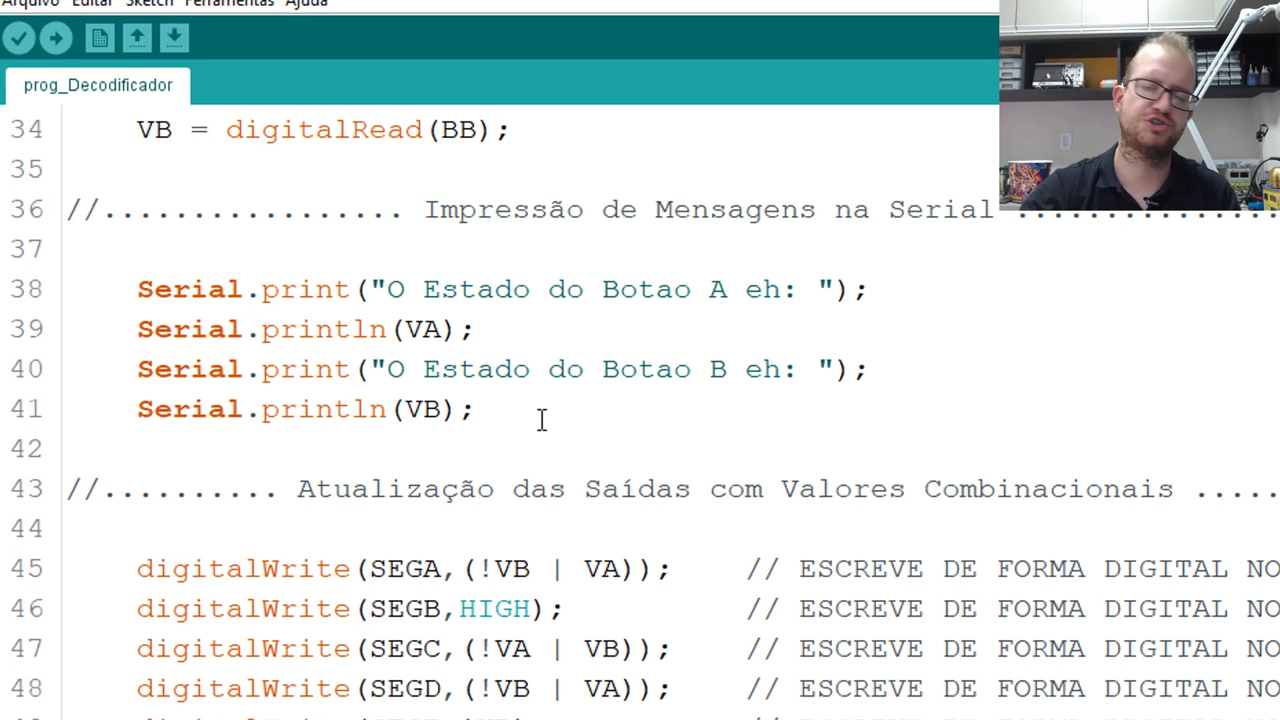 Arquivo Editar Sketch Ferramentas Ajuda
prog_Decodificador
34 VB = digitalRead(BB);
35
36 //................. Impressão de Mensagens na Serial ...............
37
38 Serial.print("O Estado do Botao A eh: ");
39 Serial.println(VA);
40 Serial.print("O Estado do Botao B eh: ");
41 Serial.println(VB);
42
43 //.......... Atualização das Saídas com Valores Combinacionais .....
44
45 digitalWrite(SEGA,(!VB | VA)); // ESCREVE DE FORMA DIGITAL NO
46 digitalWrite(SEGB,HIGH); // ESCREVE DE FORMA DIGITAL NO
47 digitalWrite(SEGC,(!VA | VB)); // ESCREVE DE FORMA DIGITAL NO
48 digitalWrite(SEGD,(!VB | VA)); // ESCREVE DE FORMA DIGITAL NO